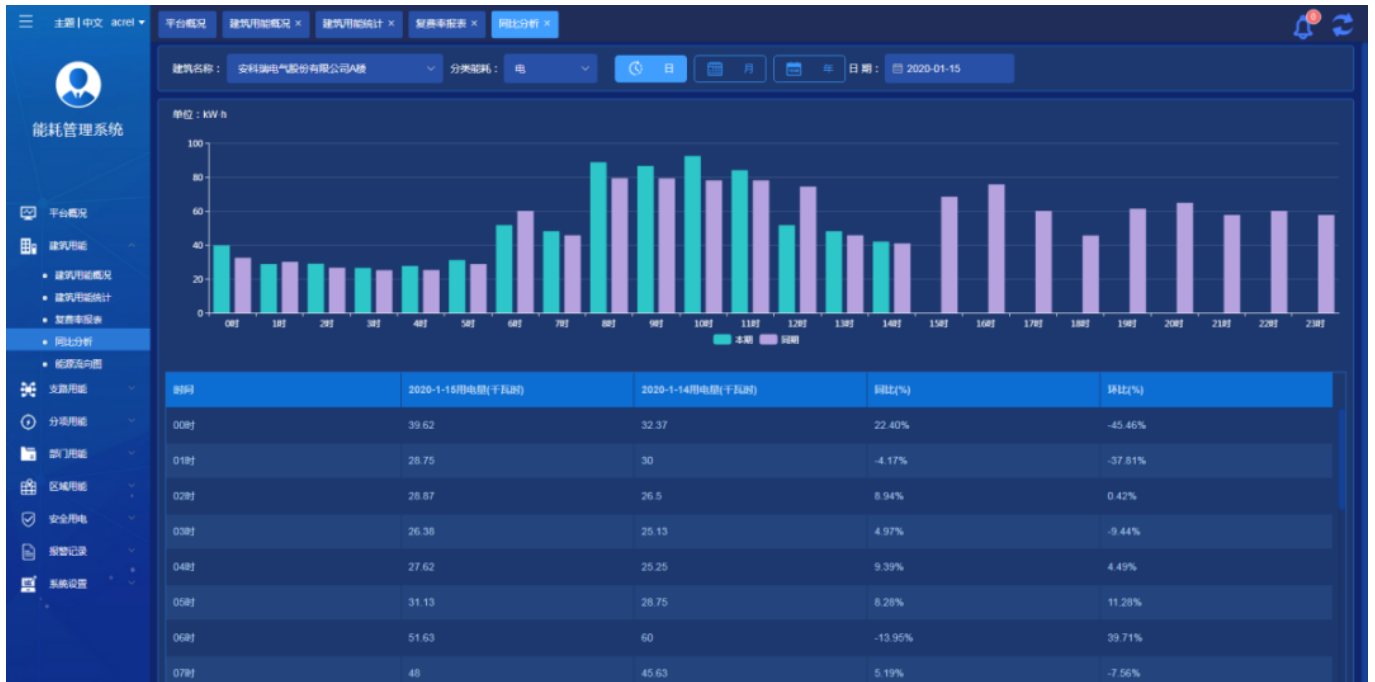 主题 | 中文 acrel
平台概况 建筑用能概况 × 建筑用能统计 × 复费率报表 × 同比分析 ×
0
能耗管理系统
平台概况
建筑用能
建筑用能概况
建筑用能统计
复费率报表
同比分析
能源流向图
支路用能
分项用能
部门用能
区域用能
安全用电
报警记录
系统设置
建筑名称： 安科瑞电气股份有限公司A楼 分类能耗： 电 日 月 年 日期： 2020-01-15
单位：kW·h
100
80
60
40
20
0
0时 1时 2时 3时 4时 5时 6时 7时 8时 9时 10时 11时 12时 13时 14时 15时 16时 17时 18时 19时 20时 21时 22时 23时
本期 同期
时间 2020-1-15用电量(千瓦时) 2020-1-14用电量(千瓦时) 同比(%) 环比(%)
00时 39.62 32.37 22.40% -45.46%
01时 28.75 30 -4.17% -37.81%
02时 28.87 26.5 8.94% 0.42%
03时 26.38 25.13 4.97% -9.44%
04时 27.62 25.25 9.39% 4.49%
05时 31.13 28.75 8.28% 11.28%
06时 51.63 60 -13.95% 39.71%
07时 48 45.63 5.19% -7.56%